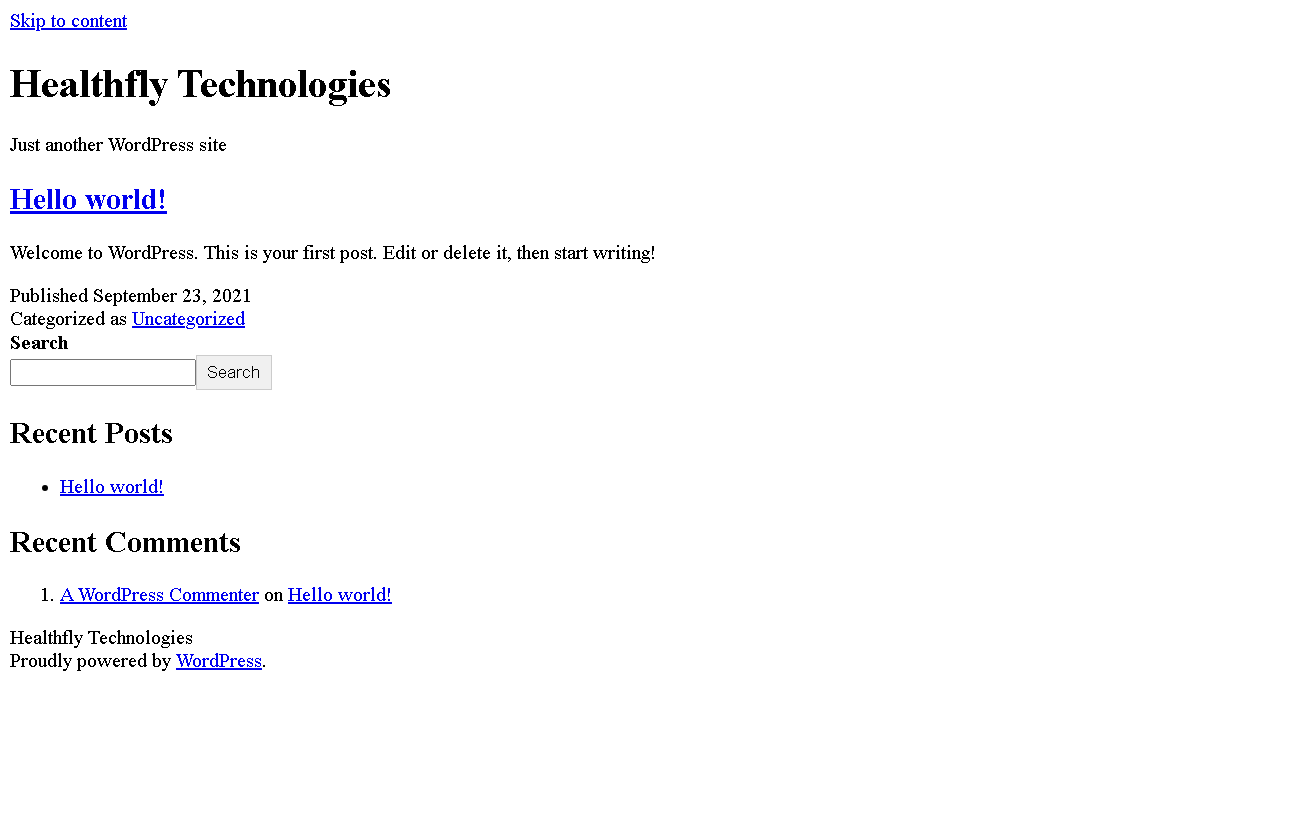 Skip to content
Healthfly Technologies
Just another WordPress site
Hello world!
Welcome to WordPress. This is your first post. Edit or delete it, then start writing!
Published September 23, 2021
Categorized as Uncategorized
Search
Search
Recent Posts
Hello world!
Recent Comments
1. A WordPress Commenter on Hello world!
Healthfly Technologies
Proudly powered by WordPress.